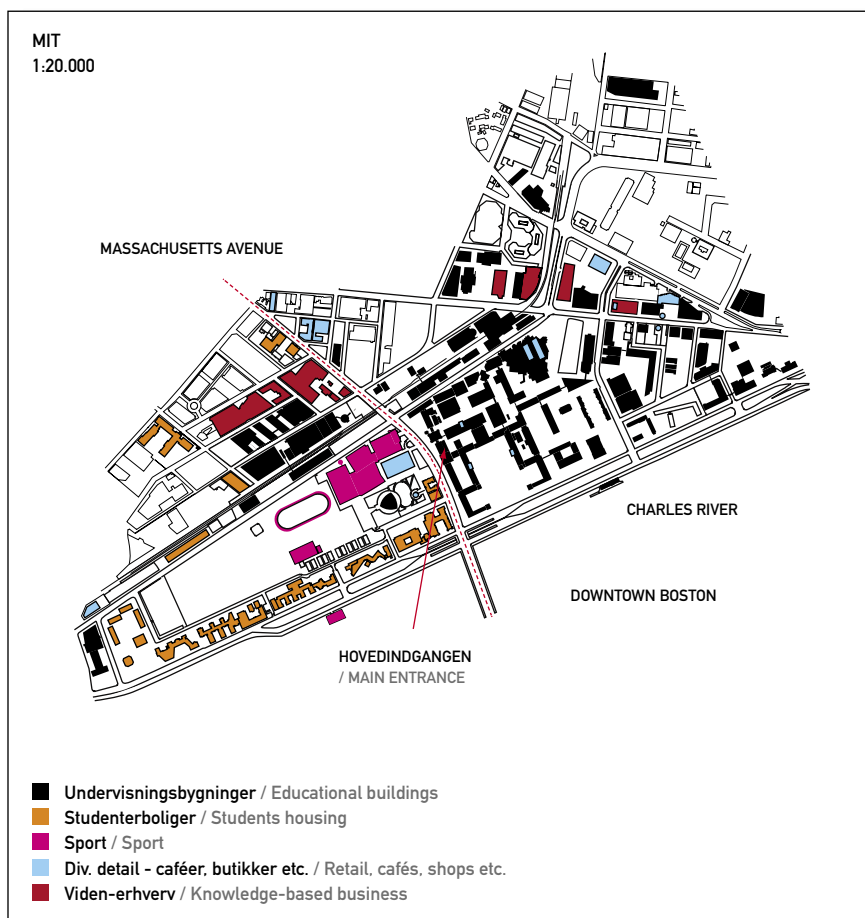 MIT
1:20.000
MASSACHUSETTS AVENUE
CHARLES RIVER
DOWNTOWN BOSTON
HOVEDINDGANGEN
/ MAIN ENTRANCE
Undervisningsbygninger / Educational buildings
Studenterboliger / Students housing
Sport / Sport
Div. detail - caféer, butikker etc. / Retail, cafés, shops etc.
Viden-erhverv / Knowledge-based business